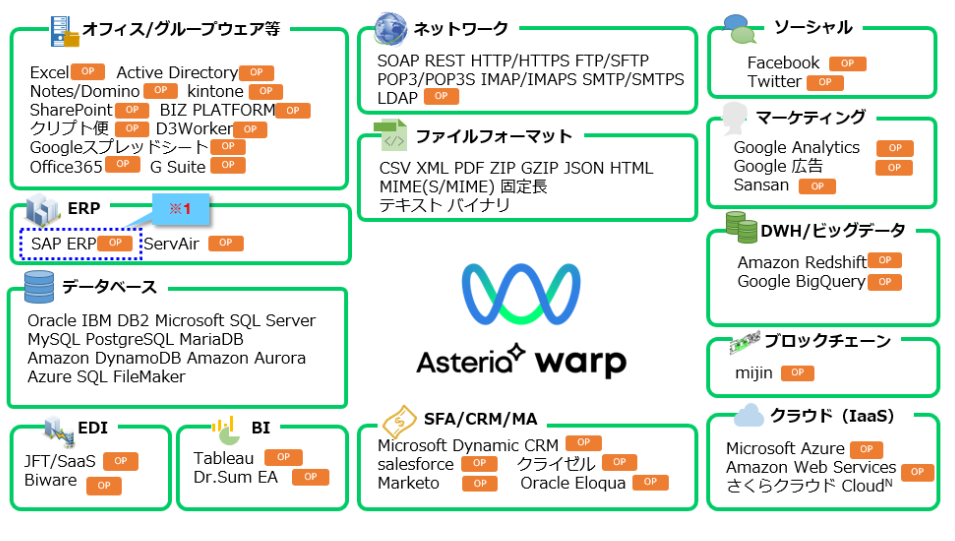 オフィス/グループウェア等
Excel OP Active Directory OP
Notes/Domino OP kintone OP
SharePoint OP BIZ PLATFORM OP
クリプト便 OP D3Worker OP
Googleスプレッドシート OP
Office365 OP G Suite OP
ERP
※1
SAP ERP OP ServAir OP
データベース
Oracle IBM DB2 Microsoft SQL Server
MySQL PostgreSQL MariaDB
Amazon DynamoDB Amazon Aurora
Azure SQL FileMaker
EDI
JFT/SaaS OP
Biware OP
BI
Tableau OP
Dr.Sum EA OP
ネットワーク
SOAP REST HTTP/HTTPS FTP/SFTP
POP3/POP3S IMAP/IMAPS SMTP/SMTPS
LDAP OP
ファイルフォーマット
CSV XML PDF ZIP GZIP JSON HTML
MIME(S/MIME) 固定長
テキスト バイナリ
Asteria warp
SFA/CRM/MA
Microsoft Dynamic CRM OP
salesforce OP クライゼル OP
Marketo OP Oracle Eloqua OP
ソーシャル
Facebook OP
Twitter OP
マーケティング
Google Analytics OP
Google 広告 OP
Sansan OP
DWH/ビッグデータ
Amazon Redshift OP
Google BigQuery OP
ブロックチェーン
mijin OP
クラウド（IaaS）
Microsoft Azure OP
Amazon Web Services OP
さくらクラウド Cloudᴺ